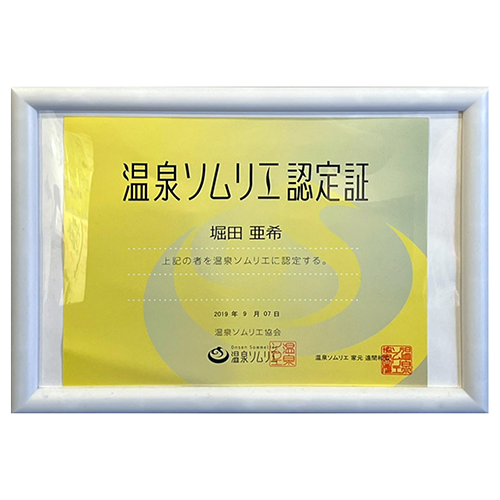 温泉ソムリエ認定証
堀田 亜希
上記の者を温泉ソムリエに認定する。
2019 年 9 月 07 日
温泉ソムリエ協会
Onsen Sommelier
温泉ソムリエ
温泉ソムリエ 家元 遠間和広